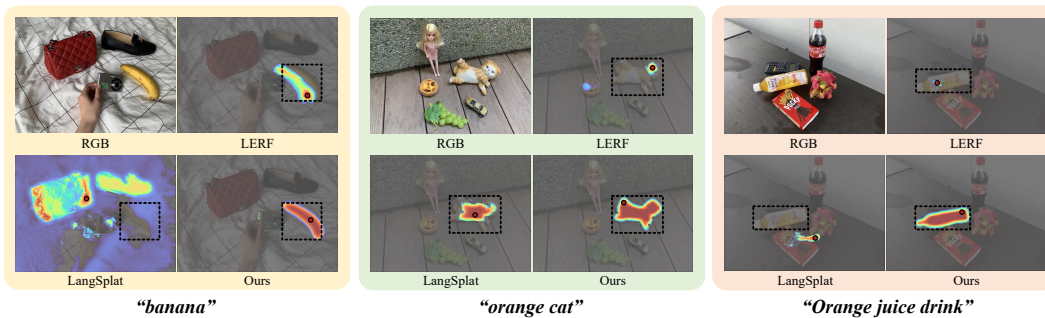 RGB LERF RGB LERF RGB LERF
LangSplat Ours LangSplat Ours LangSplat Ours
"banana" "orange cat" "Orange juice drink"